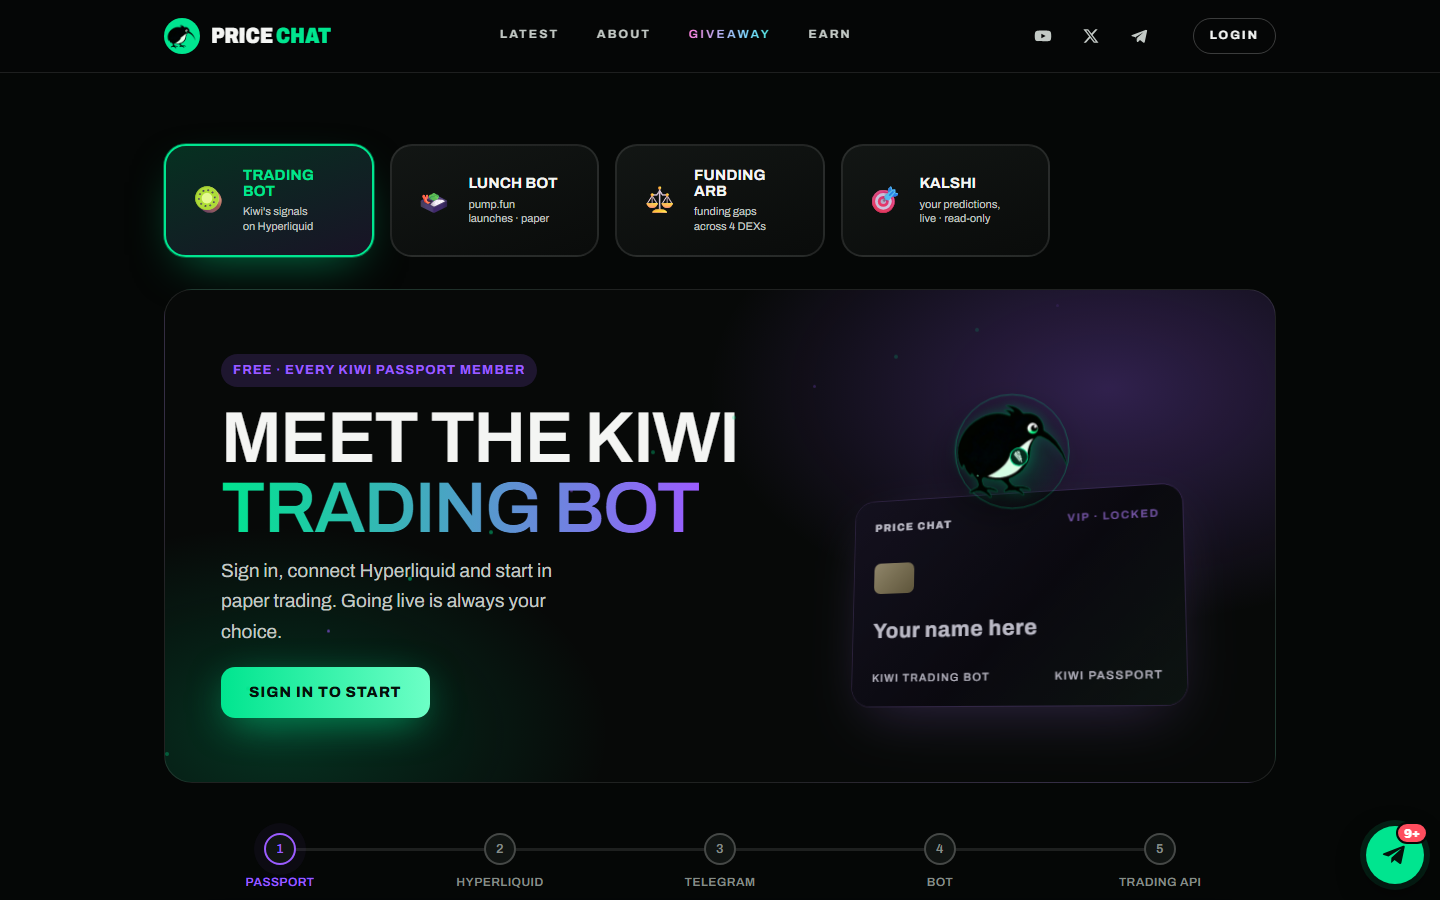 PRICE CHAT
LATEST
ABOUT
GIVEAWAY
EARN
LOGIN
TRADING
BOT
Kiwi's signals
on Hyperliquid
LUNCH BOT
pump.fun
launches · paper
FUNDING
ARB
funding gaps
across 4 DEXs
KALSHI
your predictions,
live · read-only
FREE · EVERY KIWI PASSPORT MEMBER
MEET THE KIWI
TRADING BOT
Sign in, connect Hyperliquid and start in
paper trading. Going live is always your
choice.
SIGN IN TO START
PRICE CHAT
VIP · LOCKED
Your name here
KIWI TRADING BOT
KIWI PASSPORT
1
2
3
4
5
PASSPORT
HYPERLIQUID
TELEGRAM
BOT
TRADING API
9+